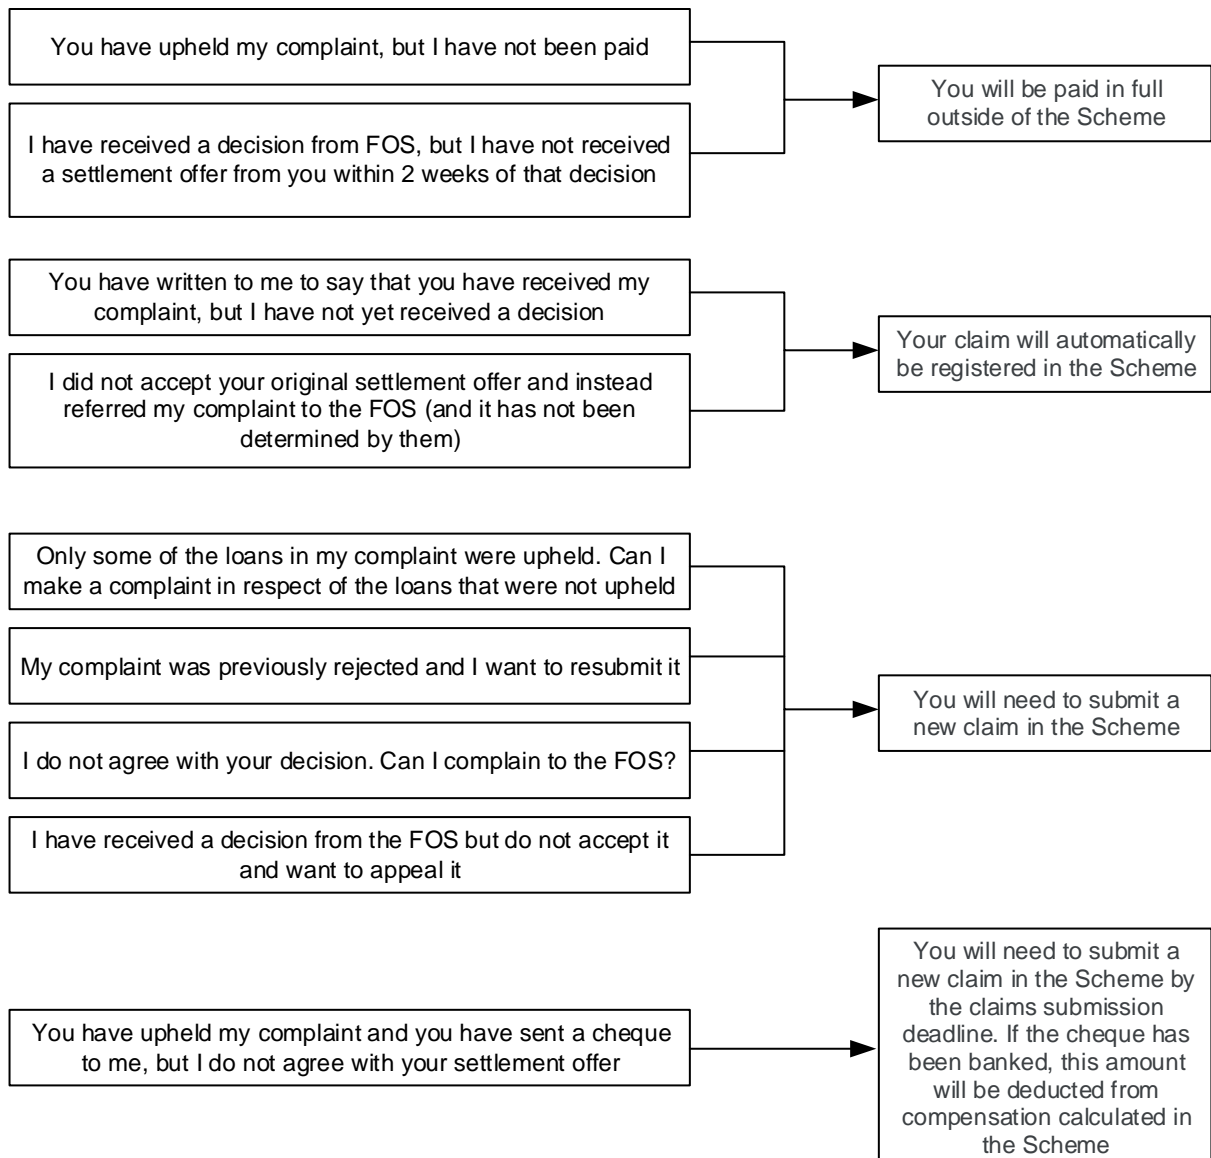 You have upheld my complaint, but I have not been paid
I have received a decision from FOS, but I have not received
a settlement offer from you within 2 weeks of that decision
You will be paid in full
outside of the Scheme
You have written to me to say that you have received my
complaint, but I have not yet received a decision
I did not accept your original settlement offer and instead
referred my complaint to the FOS (and it has not been
determined by them)
Your claim will automatically
be registered in the Scheme
Only some of the loans in my complaint were upheld. Can I
make a complaint in respect of the loans that were not upheld
My complaint was previously rejected and I want to resubmit it
I do not agree with your decision. Can I complain to the FOS?
I have received a decision from the FOS but do not accept it
and want to appeal it
You will need to submit a
new claim in the Scheme
You have upheld my complaint and you have sent a cheque
to me, but I do not agree with your settlement offer
You will need to submit a
new claim in the Scheme by
the claims submission
deadline. If the cheque has
been banked, this amount
will be deducted from
compensation calculated in
the Scheme